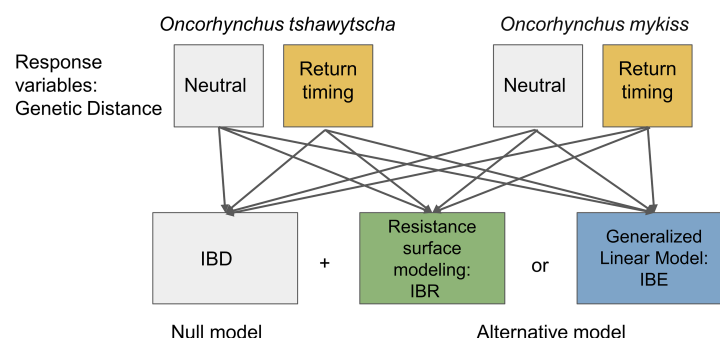 Oncorhynchus tshawytscha
Oncorhynchus mykiss
Response
variables:
Genetic Distance
Neutral
Return
timing
Neutral
Return
timing
IBD
+
Resistance
surface
modeling:
IBR
or
Generalized
Linear Model:
IBE
Null model
Alternative model